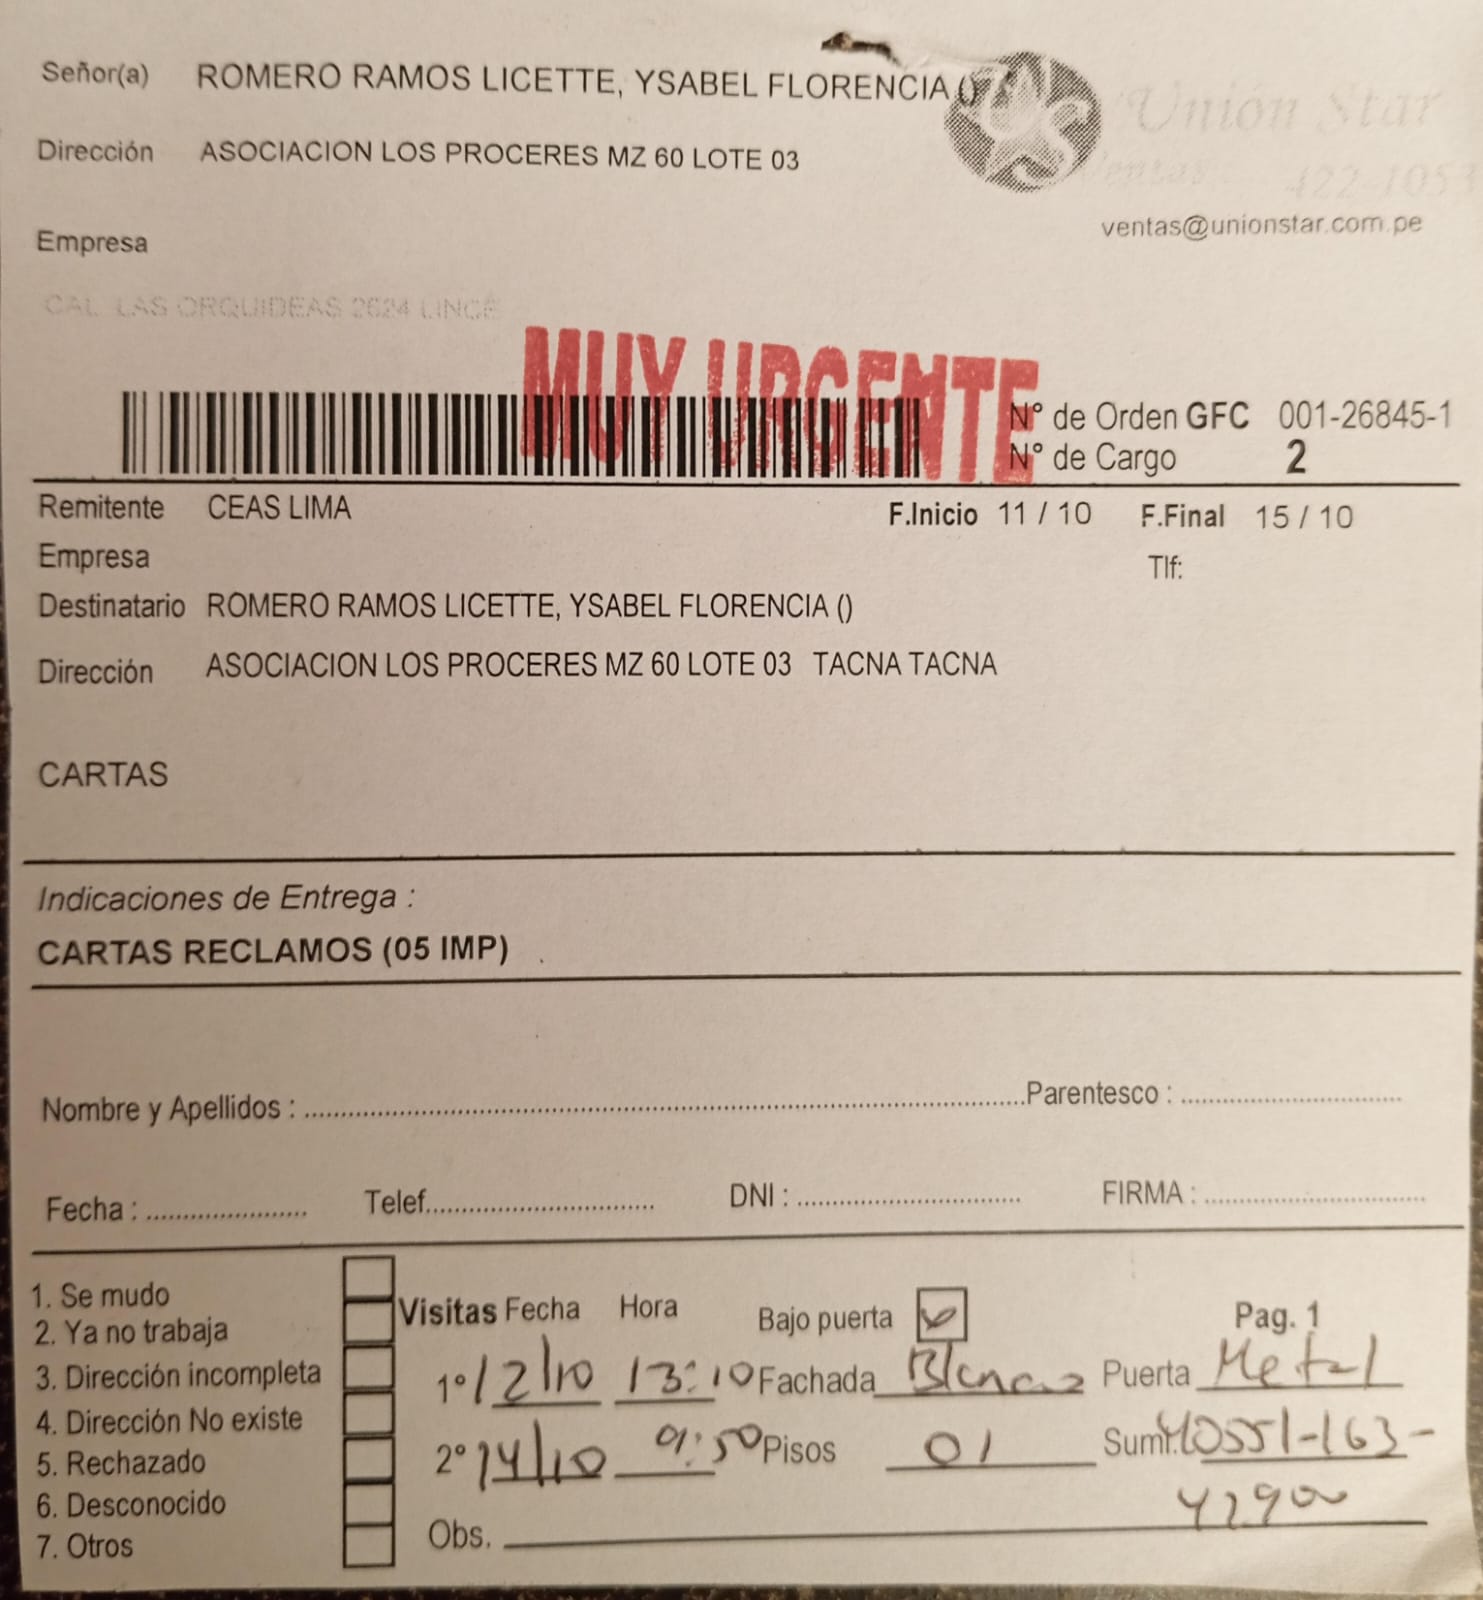 Señor(a) ROMERO RAMOS LICETTE, YSABEL FLORENCIA ()
Unión Star
Dirección ASOCIACION LOS PROCERES MZ 60 LOTE 03
Ventas: 422-1053
ventas@unionstar.com.pe
Empresa
CAL. LAS ORQUIDEAS 2624 LINCE
MUY URGENTE
N° de Orden GFC 001-26845-1
N° de Cargo 2
Remitente CEAS LIMA F.Inicio 11 / 10 F.Final 15 / 10
Empresa Tlf:
Destinatario ROMERO RAMOS LICETTE, YSABEL FLORENCIA ()
Dirección ASOCIACION LOS PROCERES MZ 60 LOTE 03 TACNA TACNA
CARTAS
Indicaciones de Entrega :
CARTAS RECLAMOS (05 IMP)
Nombre y Apellidos : Parentesco :
Fecha : Telef. DNI : FIRMA :
1. Se mudo
2. Ya no trabaja
3. Dirección incompleta
4. Dirección No existe
5. Rechazado
6. Desconocido
7. Otros
Visitas Fecha Hora Bajo puerta Pag. 1
1° 12/10 13:10 Fachada Blanca Puerta Metal
2° 14/10 9:50 Pisos 01 Sumr.
Obs.